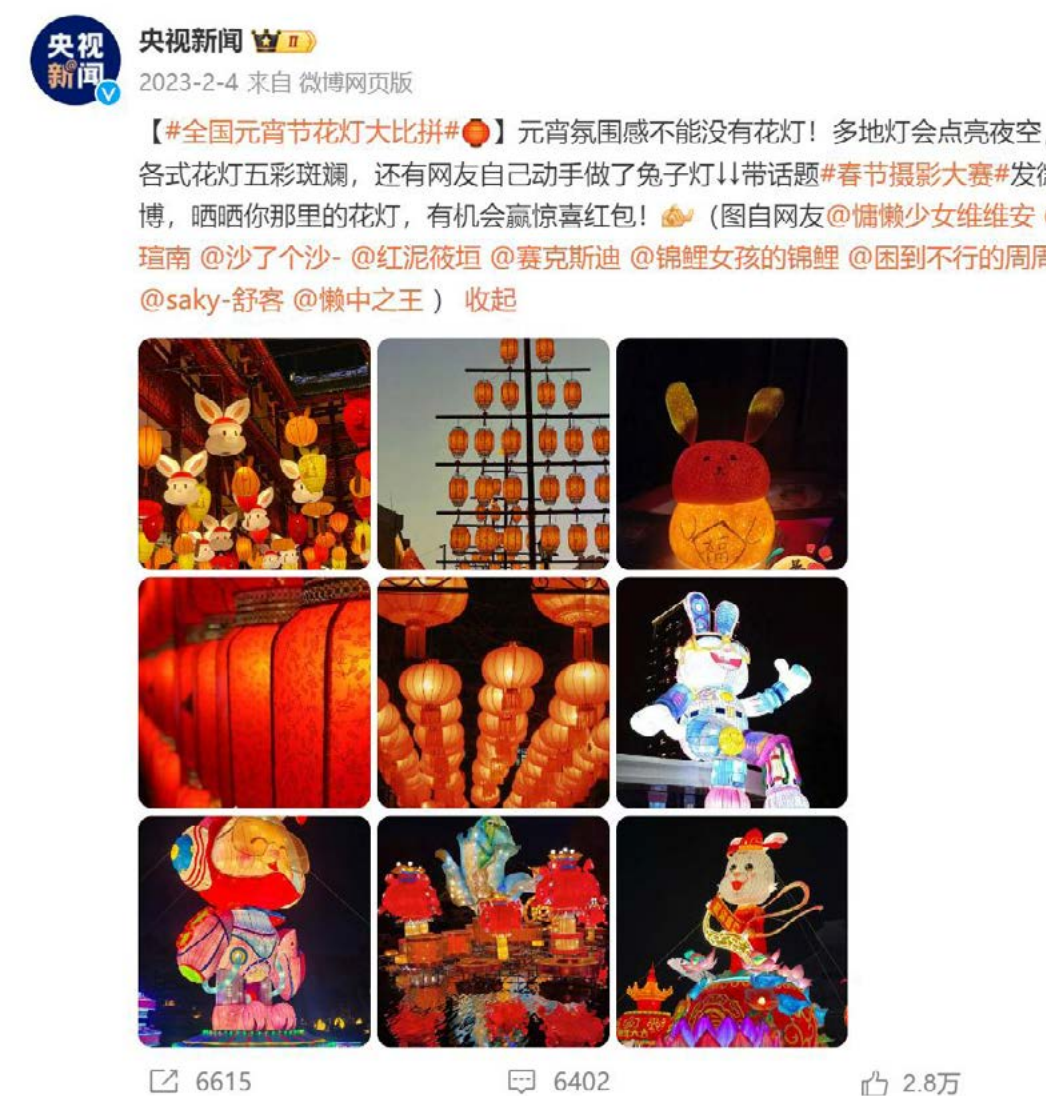 央视
新闻
央视新闻 II
2023-2-4 来自 微博网页版
【#全国元宵节花灯大比拼#】元宵氛围感不能没有花灯！多地灯会点亮夜空，
各式花灯五彩斑斓，还有网友自己动手做了兔子灯↓↓带话题#春节摄影大赛#发微
博，晒晒你那里的花灯，有机会赢惊喜红包！（图自网友@慵懒少女维维安
瑄南 @沙了个沙- @红泥筱垣 @赛克斯迪 @锦鲤女孩的锦鲤 @困到不行的周周
@saky-舒客 @懒中之王 ） 收起
福
6615
6402
2.8万